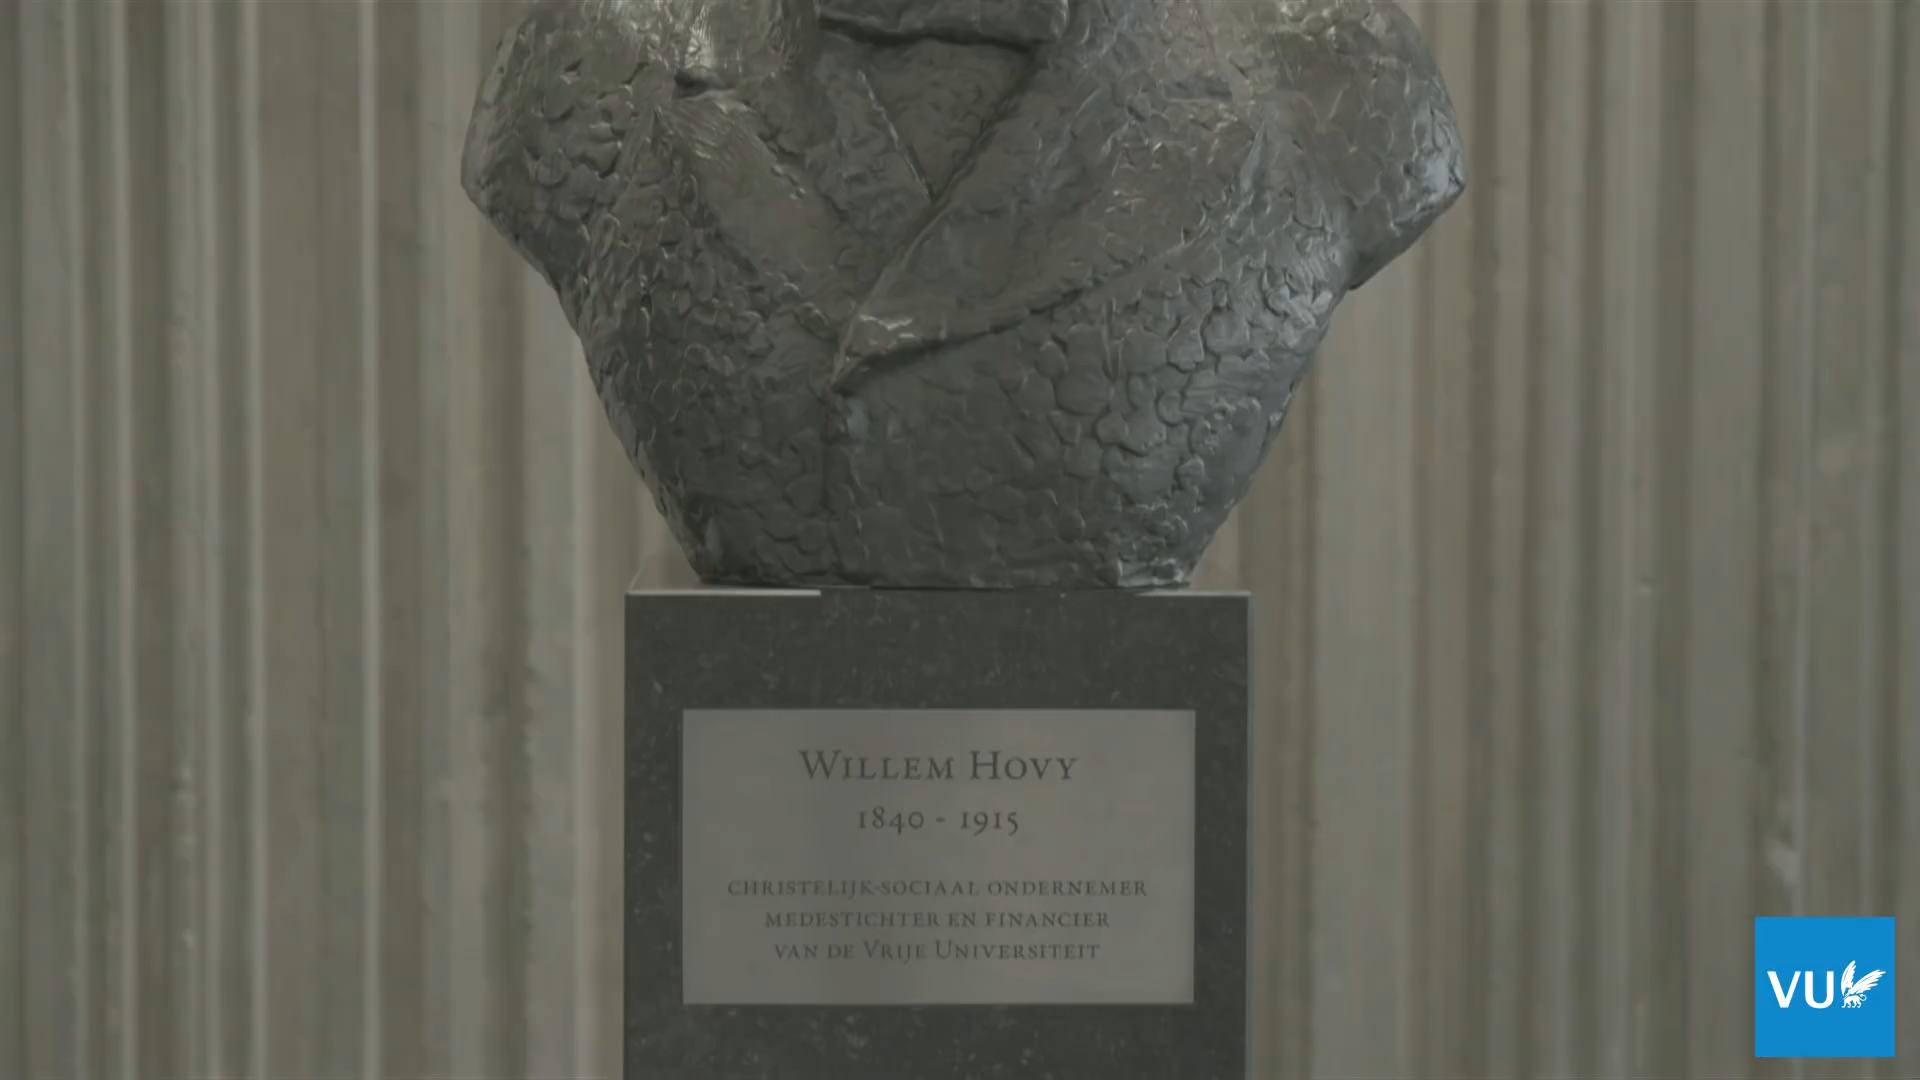 WILLEM HOVY
1840 - 1915
CHRISTELIJK-SOCIAAL ONDERNEMER
MEDESTICHTER EN FINANCIER
VAN DE VRIJE UNIVERSITEIT
VU